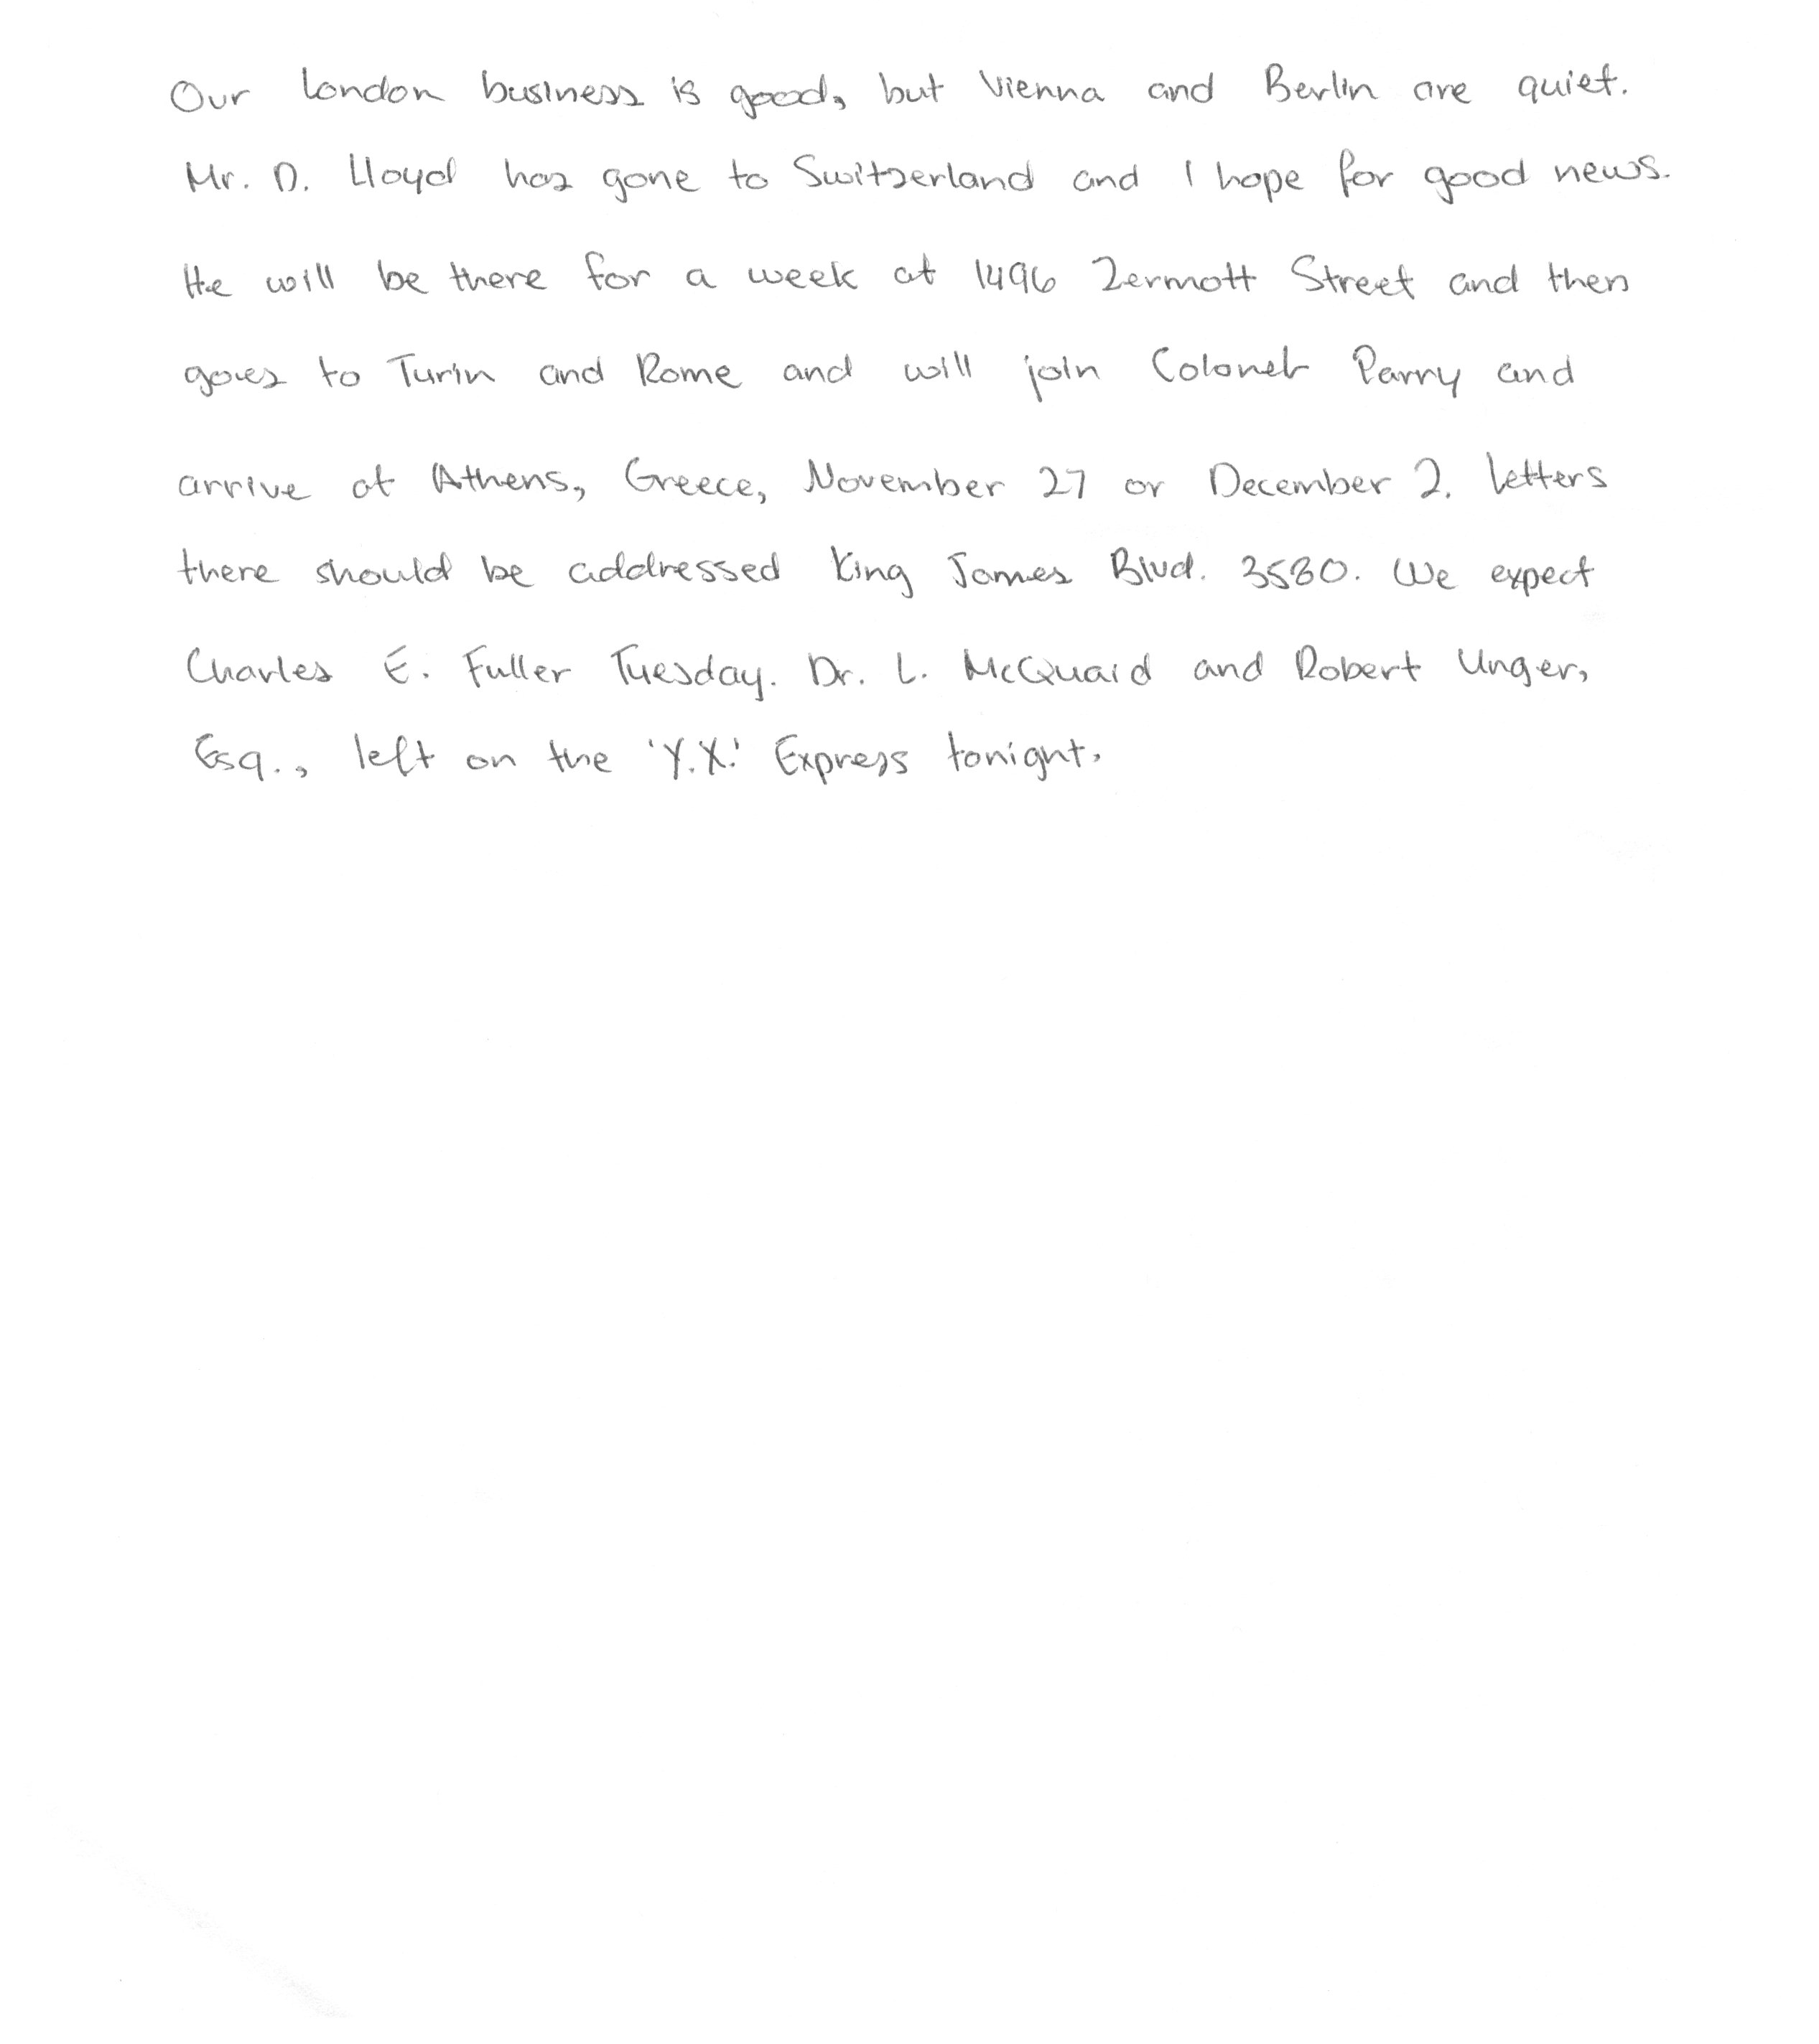 Our London business is good, but Vienna and Berlin are quiet.
Mr. D. Lloyd has gone to Switzerland and I hope for good news.
He will be there for a week at 1496 Zermott Street and then
goes to Turin and Rome and will join Colonel Parry and
arrive at Athens, Greece, November 27 or December 2. Letters
there should be addressed King James Blvd. 3580. We expect
Charles E. Fuller Tuesday. Dr. L. McQuaid and Robert Unger,
Esq., left on the 'Y.X.' Express tonight.